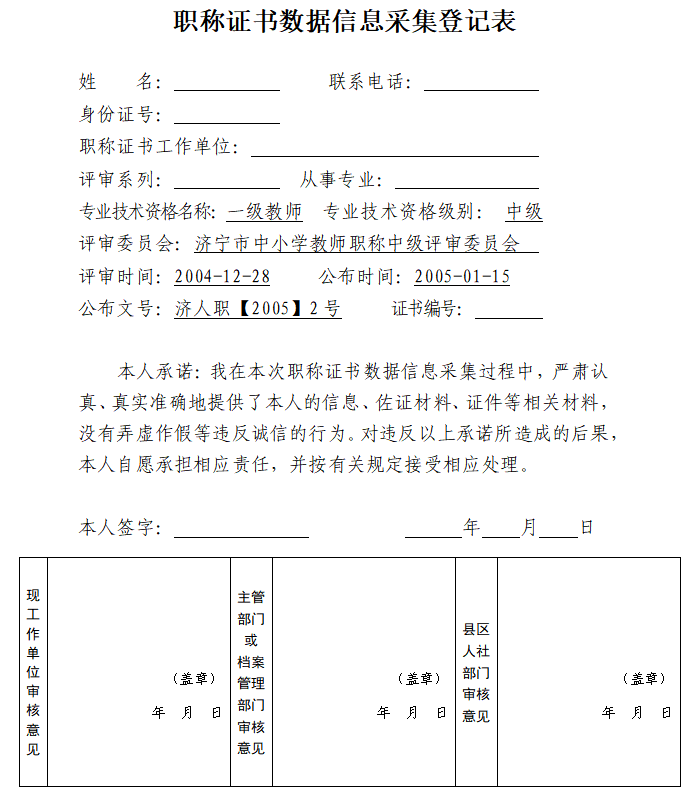 职称证书数据信息采集登记表
姓 名： 联系电话：
身份证号：
职称证书工作单位：
评审系列： 从事专业：
专业技术资格名称：一级教师 专业技术资格级别： 中级
评审委员会：济宁市中小学教师职称中级评审委员会
评审时间：2004-12-28 公布时间：2005-01-15
公布文号：济人职【2005】2号 证书编号：
本人承诺：我在本次职称证书数据信息采集过程中，严肃认
真、真实准确地提供了本人的信息、佐证材料、证件等相关材料，
没有弄虚作假等违反诚信的行为。对违反以上承诺所造成的后果，
本人自愿承担相应责任，并按有关规定接受相应处理。
本人签字： 年 月 日
现工作单位审核意见
（盖章）
年 月 日
主管
部门
或
档案
管理
部门
审核
意见
（盖章）
年 月 日
县区
人社
部门
审核
意见
（盖章）
年 月 日